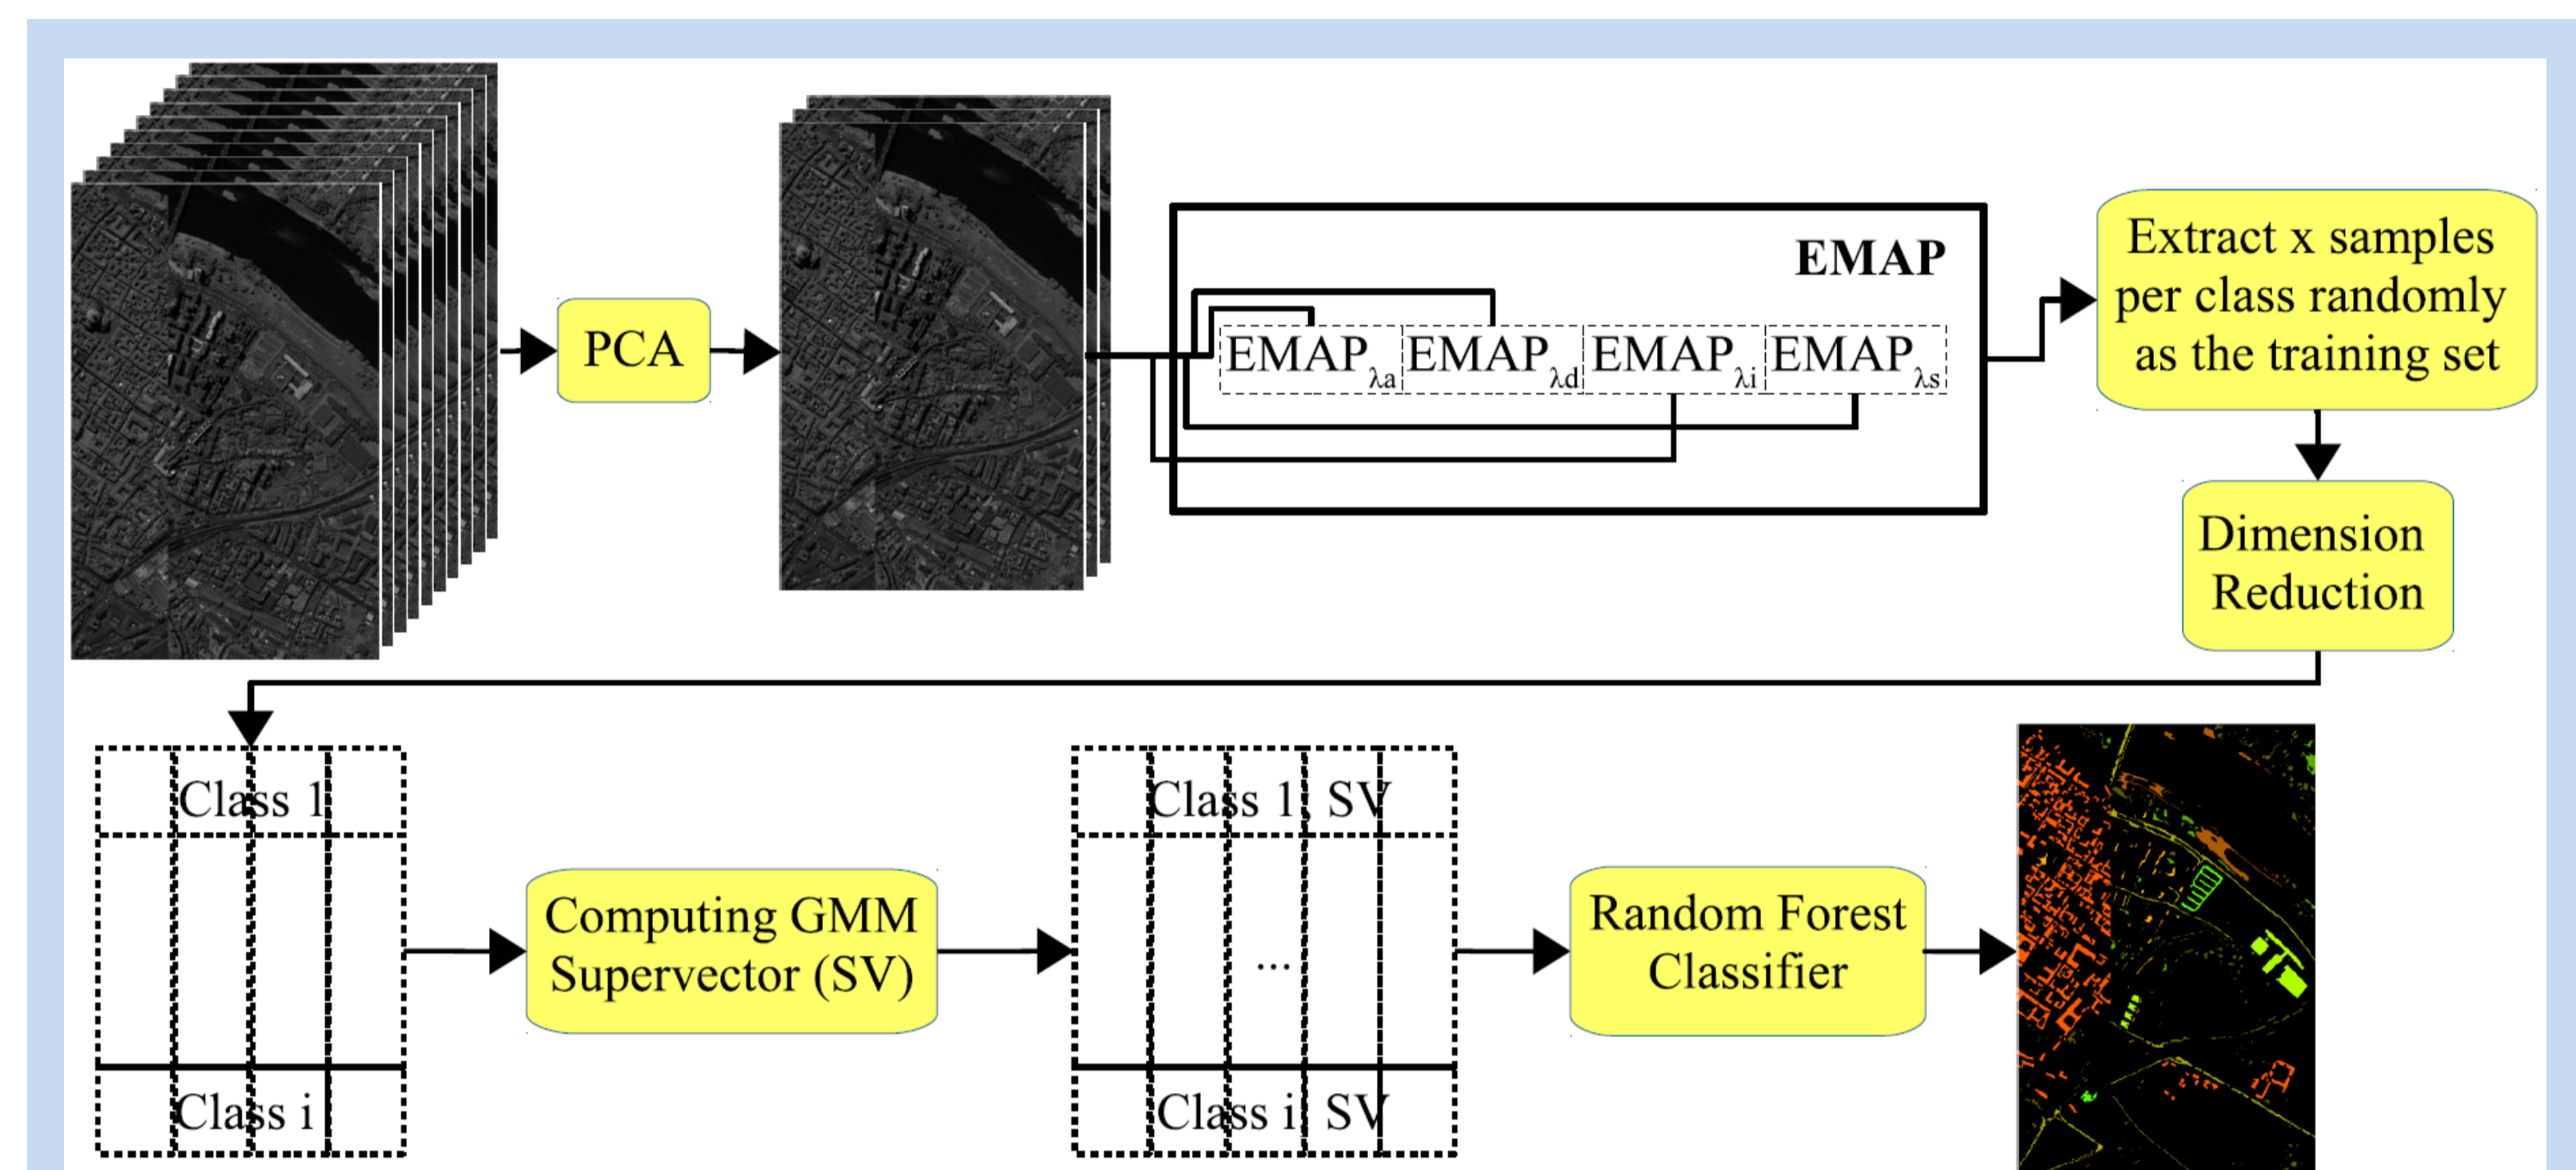 EMAP
PCA
EMAPλa EMAPλd EMAPλi EMAPλs
Extract x samples
per class randomly
as the training set
Dimension
Reduction
Class 1
Class i
Computing GMM
Supervector (SV)
Class 1, SV
...
Class i, SV
Random Forest
Classifier